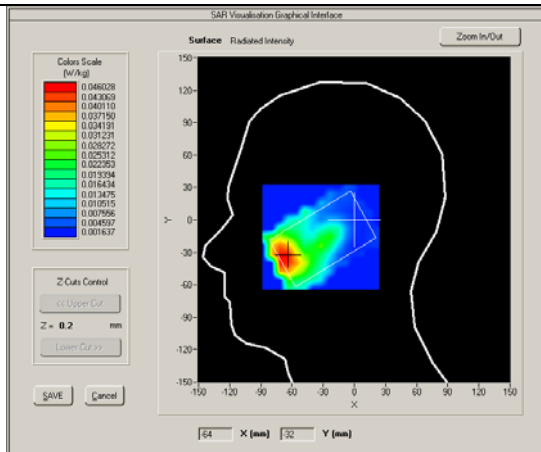 SAR Visualisation Graphical Interface
Surface Radiated Intensity
Zoom In/Out
Colors Scale
(W/kg)
0.046028
0.043069
0.040110
0.037150
0.034191
0.031231
0.028272
0.025312
0.022353
0.019394
0.016434
0.013475
0.010515
0.007556
0.004597
0.001637
Z Cuts Control
<< Upper Cut
Z = 0.2 mm
Lower Cut >>
SAVE Cancel
150
120
90
60
30
0
-30
-60
-90
-120
-150
Y
-150 -120 -90 -60 -30 0 30 60 90 120 150
X
-64 X (mm) -32 Y (mm)